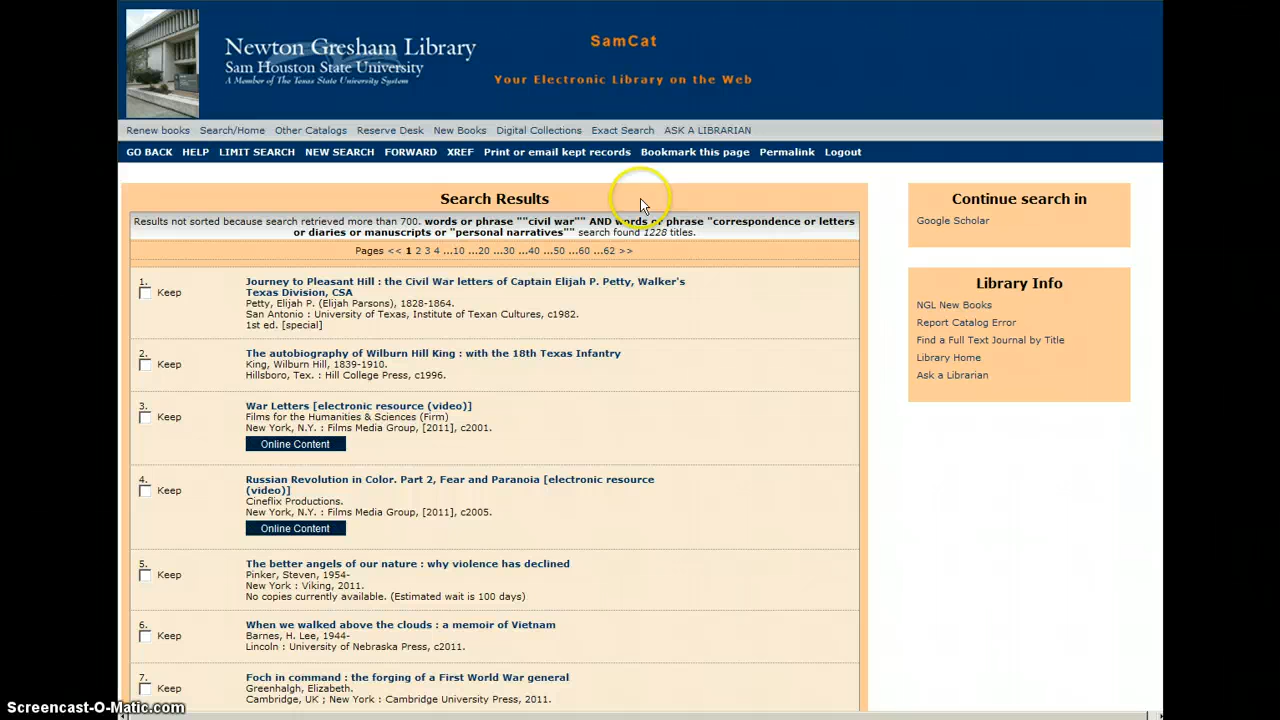 Newton Gresham Library
Sam Houston State University
A Member of The Texas State University System
SamCat
Your Electronic Library on the Web
Renew books Search/Home Other Catalogs Reserve Desk New Books Digital Collections Exact Search ASK A LIBRARIAN
GO BACK HELP LIMIT SEARCH NEW SEARCH FORWARD XREF Print or email kept records Bookmark this page Permalink Logout
Search Results
Results not sorted because search retrieved more than 700. words or phrase ""civil war"" AND words or phrase "correspondence or letters
or diaries or manuscripts or "personal narratives"" search found 1228 titles.
Pages << 1 2 3 4 ...10 ...20 ...30 ...40 ...50 ...60 ...62 >>
1.
Keep
Journey to Pleasant Hill : the Civil War letters of Captain Elijah P. Petty, Walker's
Texas Division, CSA
Petty, Elijah P. (Elijah Parsons), 1828-1864.
San Antonio : University of Texas, Institute of Texan Cultures, c1982.
1st ed. [special]
2.
Keep
The autobiography of Wilburn Hill King : with the 18th Texas Infantry
King, Wilburn Hill, 1839-1910.
Hillsboro, Tex. : Hill College Press, c1996.
3.
Keep
War Letters [electronic resource (video)]
Films for the Humanities & Sciences (Firm)
New York, N.Y. : Films Media Group, [2011], c2001.
Online Content
4.
Keep
Russian Revolution in Color. Part 2, Fear and Paranoia [electronic resource
(video)]
Cineflix Productions.
New York, N.Y. : Films Media Group, [2011], c2005.
Online Content
5.
Keep
The better angels of our nature : why violence has declined
Pinker, Steven, 1954-
New York : Viking, 2011.
No copies currently available. (Estimated wait is 100 days)
6.
Keep
When we walked above the clouds : a memoir of Vietnam
Barnes, H. Lee, 1944-
Lincoln : University of Nebraska Press, c2011.
7.
Keep
Foch in command : the forging of a First World War general
Greenhalgh, Elizabeth.
Cambridge, UK ; New York : Cambridge University Press, 2011.
Continue search in
Google Scholar
Library Info
NGL New Books
Report Catalog Error
Find a Full Text Journal by Title
Library Home
Ask a Librarian
Screencast-O-Matic.com